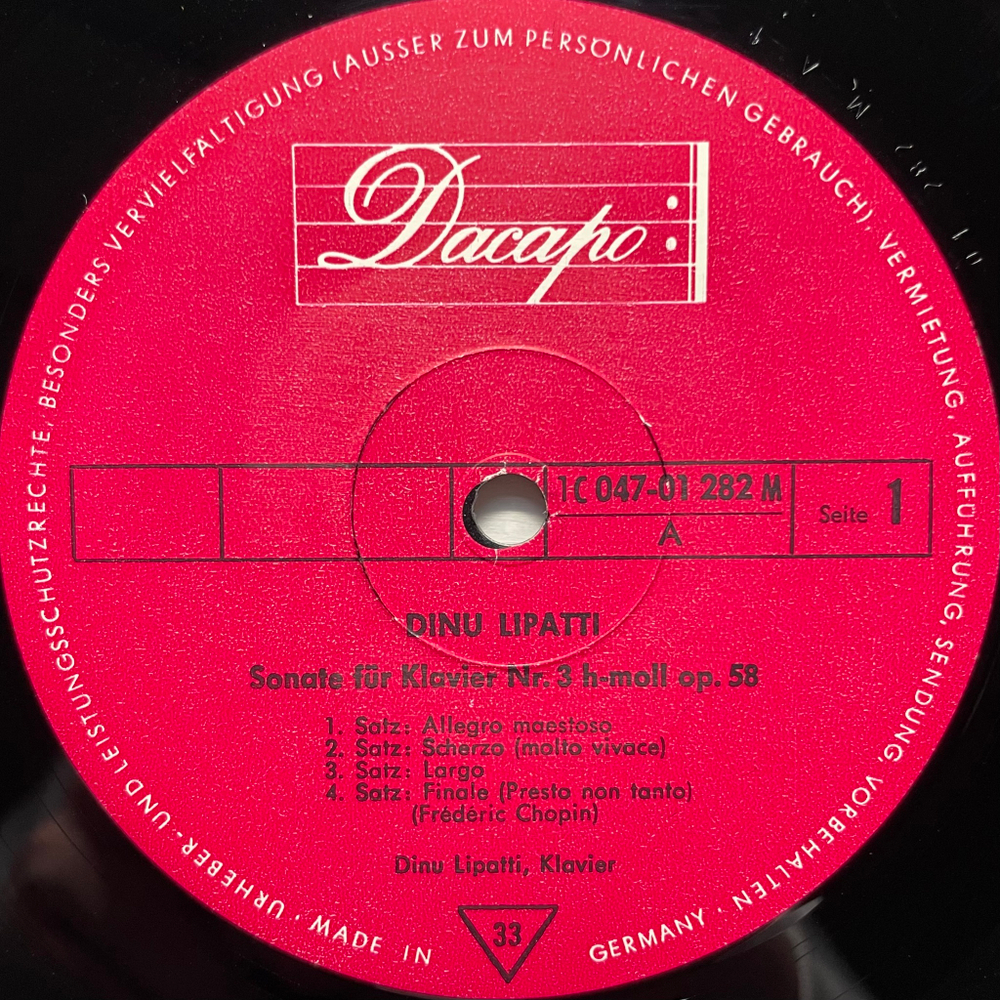 URHEBER- UND LEISTUNGSSCHUTZRECHTE, BESONDERS VERVIELFÄLTIGUNG (AUSSER ZUM PERSÖNLICHEN GEBRAUCH), VERMIETUNG, AUFFÜHRUNG, SENDUNG, VORBEHALTEN ·
Dacapo
1C 047-01 282 M
A
Seite 1
DINU LIPATTI
Sonate für Klavier Nr. 3 h-moll op. 58
1. Satz: Allegro maestoso
2. Satz: Scherzo (molto vivace)
3. Satz: Largo
4. Satz: Finale (Presto non tanto)
(Frédéric Chopin)
Dinu Lipatti, Klavier
33
MADE IN GERMANY ·